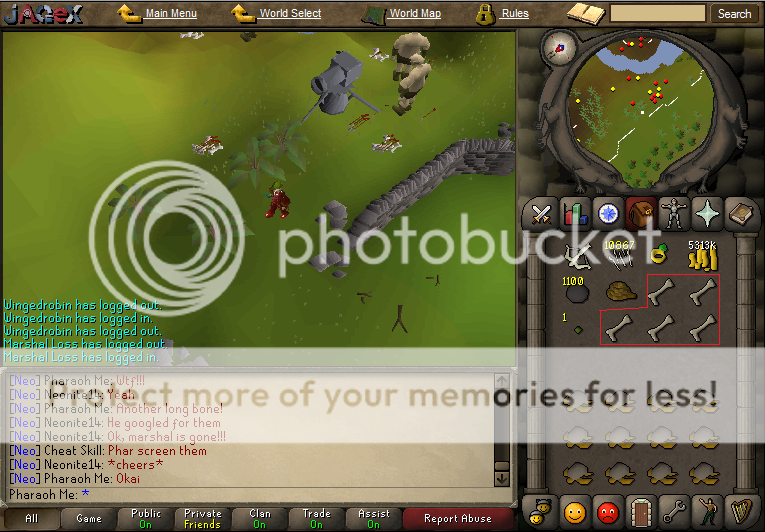 JAGEX
Main Menu
World Select
World Map
Rules
Search
photobucket
Protect more of your memories for less!
10867
5313K
1100
1
Wingedrobin has logged out.
Wingedrobin has logged in.
Wingedrobin has logged out.
Marshal Loss has logged out.
Marshal Loss has logged in.
[Neo] Pharaoh Me: Wtf!!!
[Neo] Neonite14: Yeah
[Neo] Pharaoh Me: Another long bone!
[Neo] Neonite14: He googled for them
[Neo] Neonite14: Ok, marshal is gone!!!
[Neo] Cheat Skill: Phar screen them
[Neo] Neonite14: *cheers*
[Neo] Pharaoh Me: Okai
Pharaoh Me: *
All
Game
Public
On
Private
Friends
Clan
On
Trade
On
Assist
On
Report Abuse